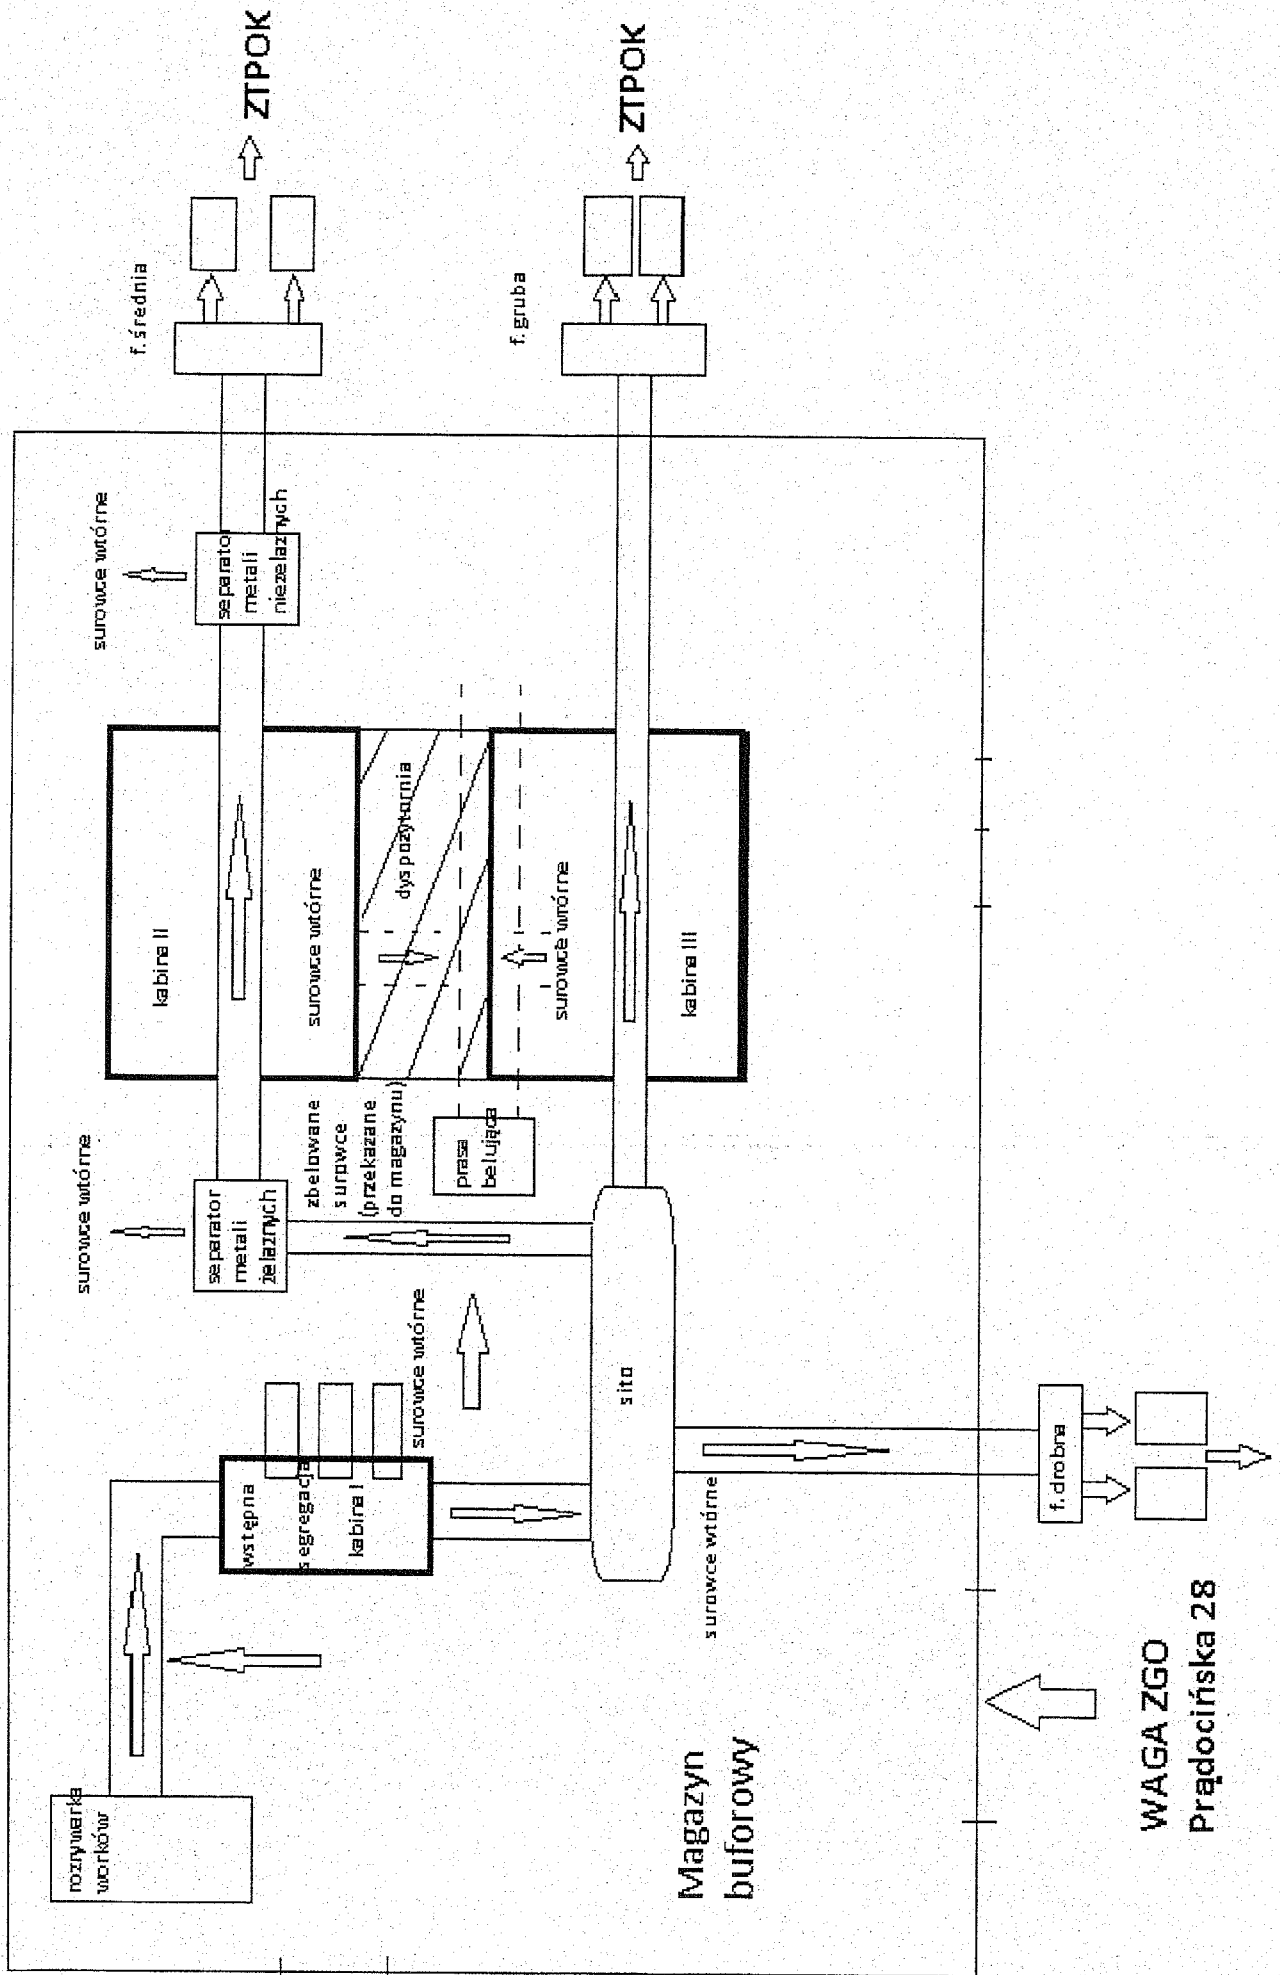 rozrywarka
worków
surowce wtórne
surowce wtórne
f. średnia
kabina II
separator
metali
żelaznych
separator
metali
nieżelaznych
wstępna
segregacja
kabina I
ZTPOK
surowce wtórne
zbelowane
surowce
(przekazane
do magazynu)
dyspozytornia
surowce wtórne
prasa
belująca
f. gruba
surowce wtórne
sito
ZTPOK
kabina III
Magazyn
buforowy
surowce wtórne
f. drobna
WAGA ZGO
Prądocińska 28